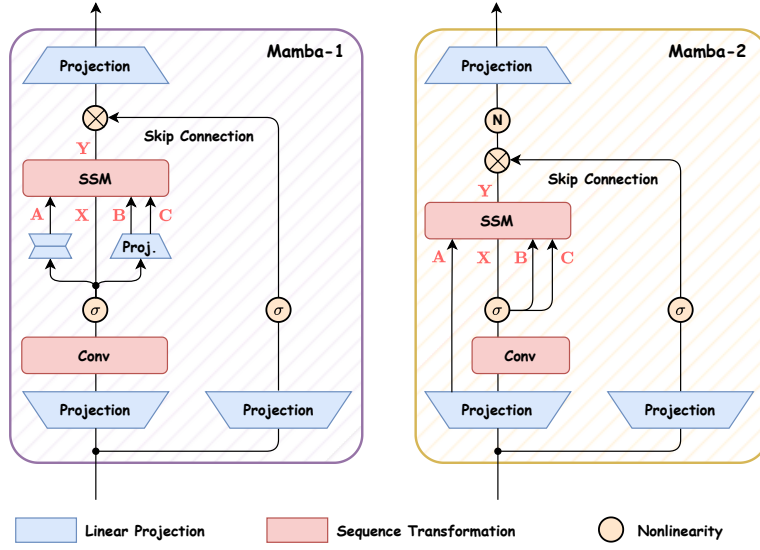 Mamba-1
Projection
Skip Connection
Y
SSM
A X B C
Proj.
σ σ
Conv
Projection Projection
Mamba-2
Projection
N
Skip Connection
Y
SSM
A X B C
σ σ
Conv
Projection Projection
Linear Projection Sequence Transformation Nonlinearity